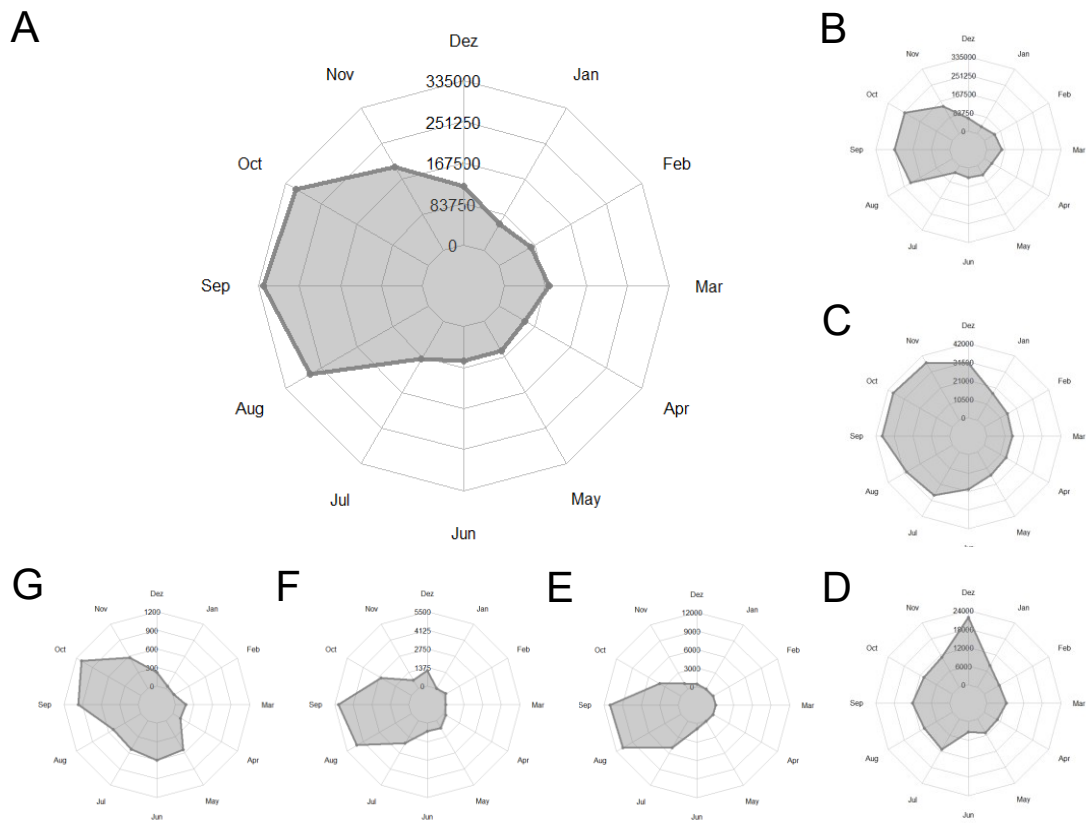 A
Dez
Nov
Jan
335000
251250
Oct
Feb
167500
83750
0
Sep
Mar
Aug
Apr
Jul
May
Jun
B
Dez
Nov
Jan
335000
251250
Oct
Feb
167500
83750
0
Sep
Mar
Aug
Apr
Jul
May
Jun
C
Dez
Nov
Jan
42000
31500
Oct
Feb
21000
10500
0
Sep
Mar
Aug
Apr
Jul
May
G
Dez
Nov
Jan
1200
900
Oct
Feb
600
300
0
Sep
Mar
Aug
Apr
Jul
May
Jun
F
Dez
Nov
Jan
5500
4125
Oct
Feb
2750
1375
0
Sep
Mar
Aug
Apr
Jul
May
Jun
E
Dez
Nov
Jan
12000
9000
Oct
Feb
6000
3000
0
Sep
Mar
Aug
Apr
Jul
May
Jun
D
Dez
Nov
Jan
24000
18000
Oct
Feb
12000
6000
0
Sep
Mar
Aug
Apr
Jul
May
Jun